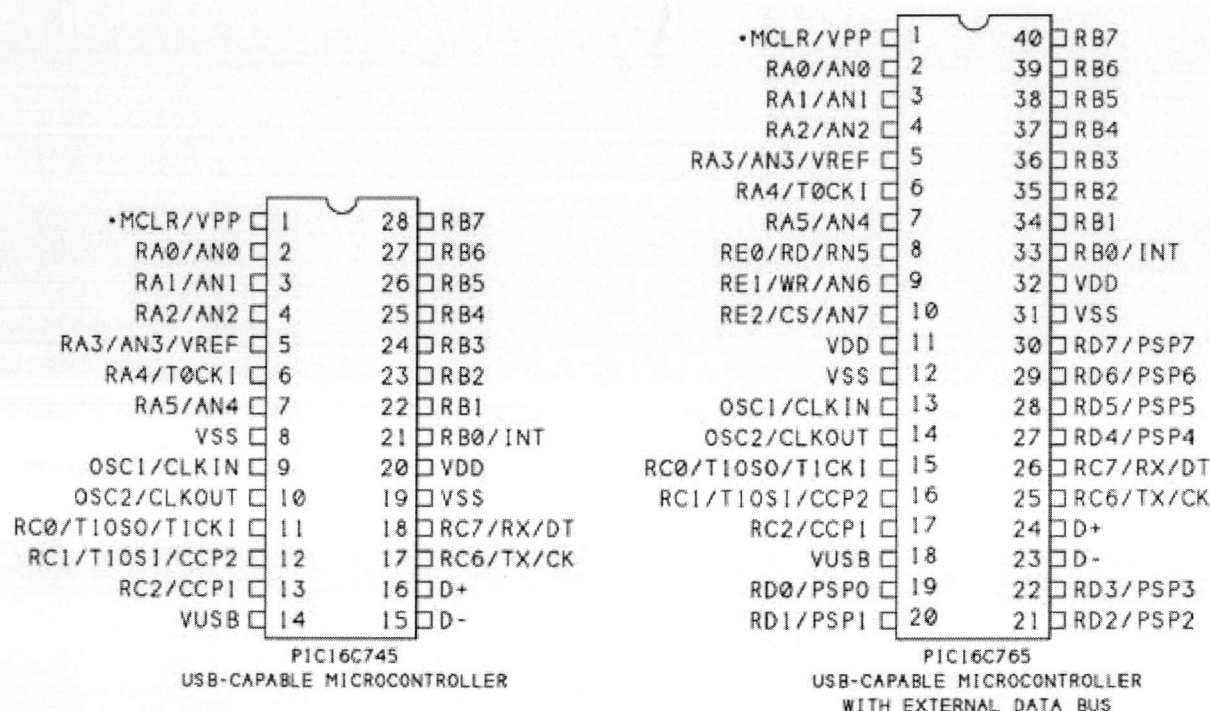 •MCLR/VPP 1 28 RB7
RA0/AN0 2 27 RB6
RA1/AN1 3 26 RB5
RA2/AN2 4 25 RB4
RA3/AN3/VREF 5 24 RB3
RA4/T0CKI 6 23 RB2
RA5/AN4 7 22 RB1
VSS 8 21 RB0/INT
OSC1/CLKIN 9 20 VDD
OSC2/CLKOUT 10 19 VSS
RC0/T1OSO/T1CKI 11 18 RC7/RX/DT
RC1/T1OSI/CCP2 12 17 RC6/TX/CK
RC2/CCP1 13 16 D+
VUSB 14 15 D-
PIC16C745
USB-CAPABLE MICROCONTROLLER
•MCLR/VPP 1 40 RB7
RA0/AN0 2 39 RB6
RA1/AN1 3 38 RB5
RA2/AN2 4 37 RB4
RA3/AN3/VREF 5 36 RB3
RA4/T0CKI 6 35 RB2
RA5/AN4 7 34 RB1
RE0/RD/RN5 8 33 RB0/INT
RE1/WR/AN6 9 32 VDD
RE2/CS/AN7 10 31 VSS
VDD 11 30 RD7/PSP7
VSS 12 29 RD6/PSP6
OSC1/CLKIN 13 28 RD5/PSP5
OSC2/CLKOUT 14 27 RD4/PSP4
RC0/T1OSO/T1CKI 15 26 RC7/RX/DT
RC1/T1OSI/CCP2 16 25 RC6/TX/CK
RC2/CCP1 17 24 D+
VUSB 18 23 D-
RD0/PSP0 19 22 RD3/PSP3
RD1/PSP1 20 21 RD2/PSP2
PIC16C765
USB-CAPABLE MICROCONTROLLER
WITH EXTERNAL DATA BUS